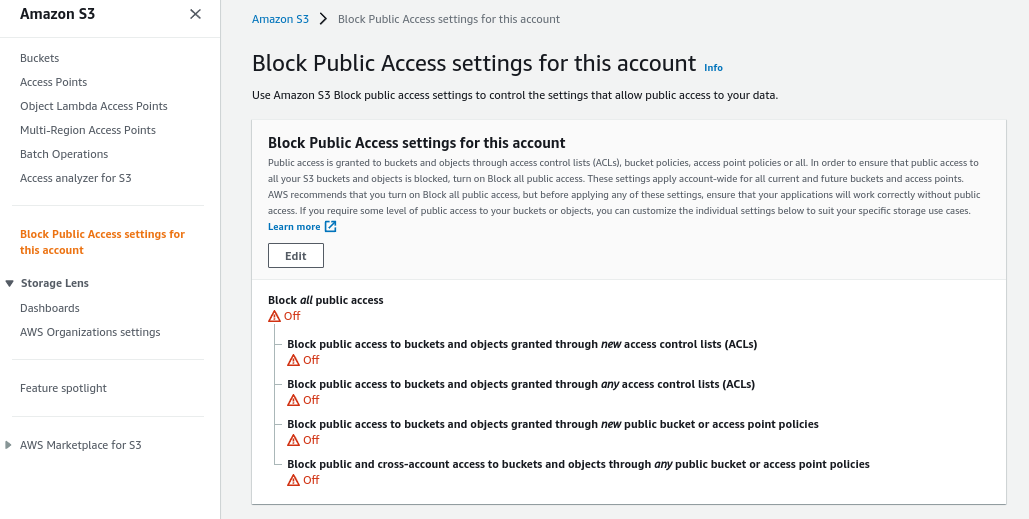 Amazon S3
Buckets
Access Points
Object Lambda Access Points
Multi-Region Access Points
Batch Operations
Access analyzer for S3
Block Public Access settings for
this account
Storage Lens
Dashboards
AWS Organizations settings
Feature spotlight
AWS Marketplace for S3
Amazon S3 > Block Public Access settings for this account
Block Public Access settings for this account Info
Use Amazon S3 Block public access settings to control the settings that allow public access to your data.
Block Public Access settings for this account
Public access is granted to buckets and objects through access control lists (ACLs), bucket policies, access point policies or all. In order to ensure that public access to
all your S3 buckets and objects is blocked, turn on Block all public access. These settings apply account-wide for all current and future buckets and access points.
AWS recommends that you turn on Block all public access, but before applying any of these settings, ensure that your applications will work correctly without public
access. If you require some level of public access to your buckets or objects, you can customize the individual settings below to suit your specific storage use cases.
Learn more
Edit
Block all public access
Off
Block public access to buckets and objects granted through new access control lists (ACLs)
Off
Block public access to buckets and objects granted through any access control lists (ACLs)
Off
Block public access to buckets and objects granted through new public bucket or access point policies
Off
Block public and cross-account access to buckets and objects through any public bucket or access point policies
Off